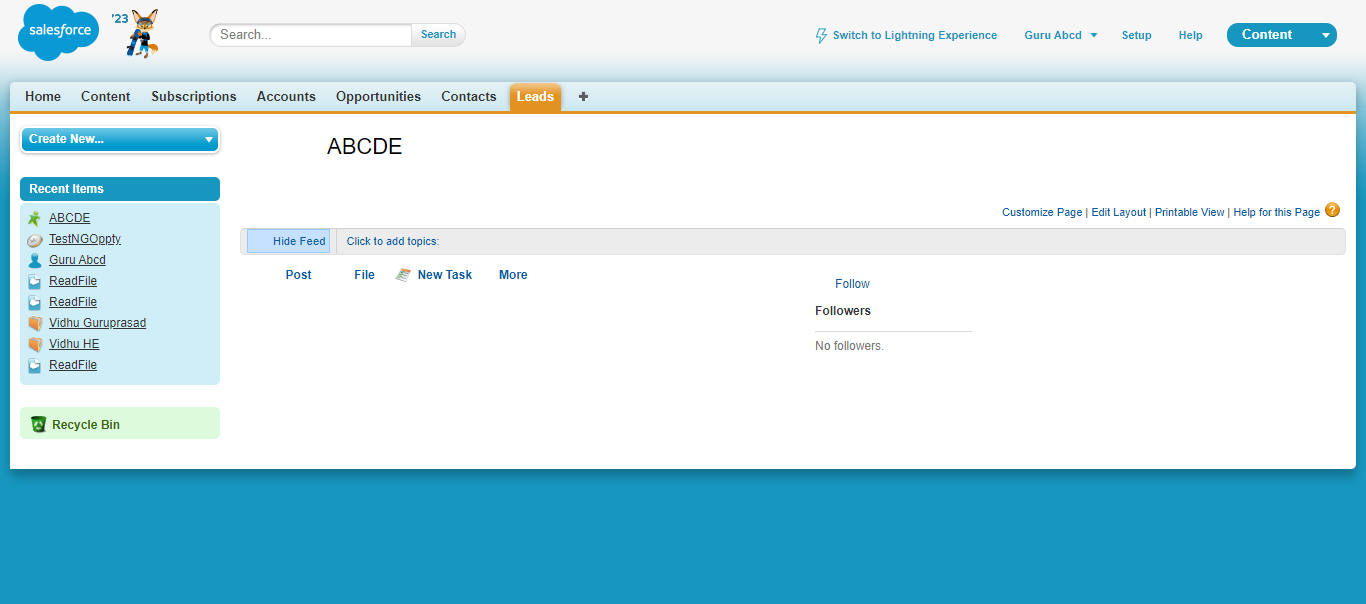 salesforce
'23
Search...
Search
Switch to Lightning Experience
Guru Abcd
Setup
Help
Content
Home
Content
Subscriptions
Accounts
Opportunities
Contacts
Leads
Create New...
ABCDE
Recent Items
ABCDE
TestNGOppty
Guru Abcd
ReadFile
ReadFile
Vidhu Guruprasad
Vidhu HE
ReadFile
Recycle Bin
Customize Page | Edit Layout | Printable View | Help for this Page ?
Hide Feed
Click to add topics:
Post
File
New Task
More
Follow
Followers
No followers.